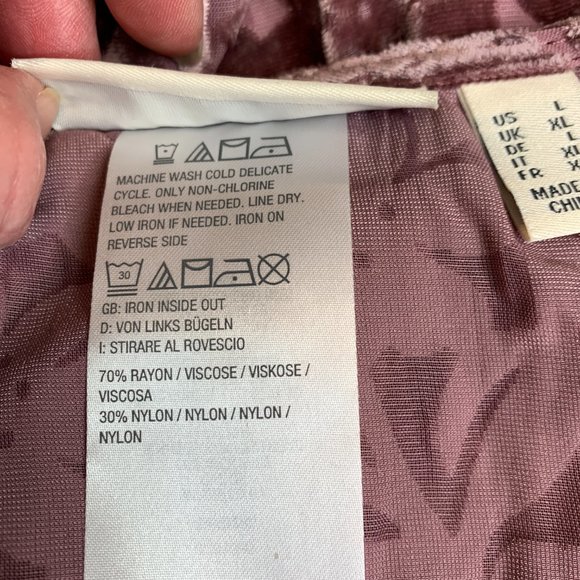 MACHINE WASH COLD DELICATE
CYCLE. ONLY NON-CHLORINE
BLEACH WHEN NEEDED. LINE DRY.
LOW IRON IF NEEDED. IRON ON
REVERSE SIDE
30
GB: IRON INSIDE OUT
D: VON LINKS BÜGELN
I: STIRARE AL ROVESCIO
70% RAYON / VISCOSE / VISKOSE /
VISCOSA
30% NYLON / NYLON / NYLON /
NYLON
US L
UK XL
DE L
IT XL
FR
MADE